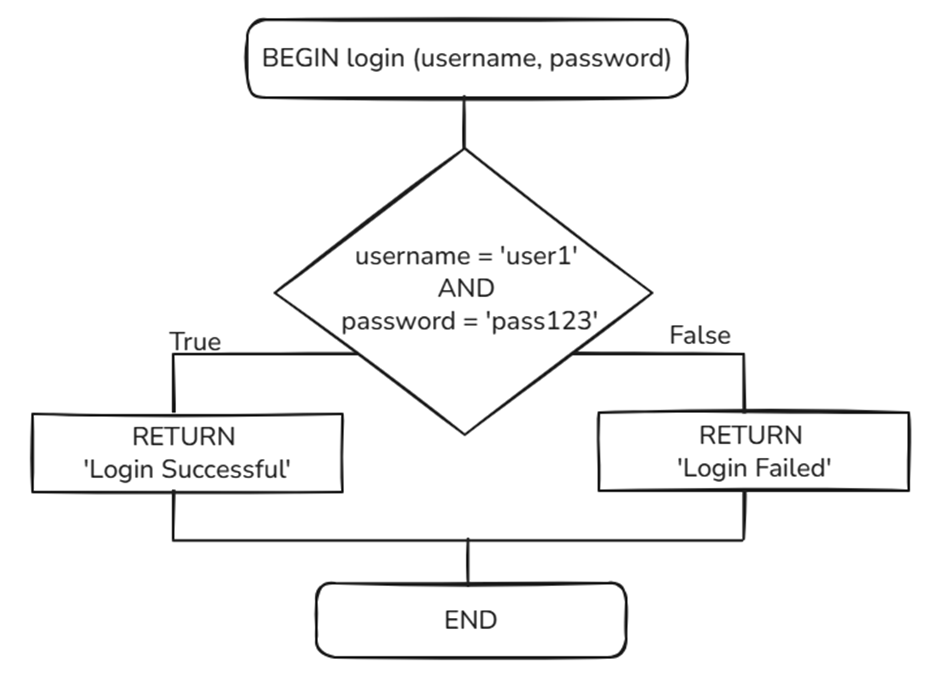 BEGIN login (username, password)
username = 'user1'
AND
password = 'pass123'
True
False
RETURN
'Login Successful'
RETURN
'Login Failed'
END